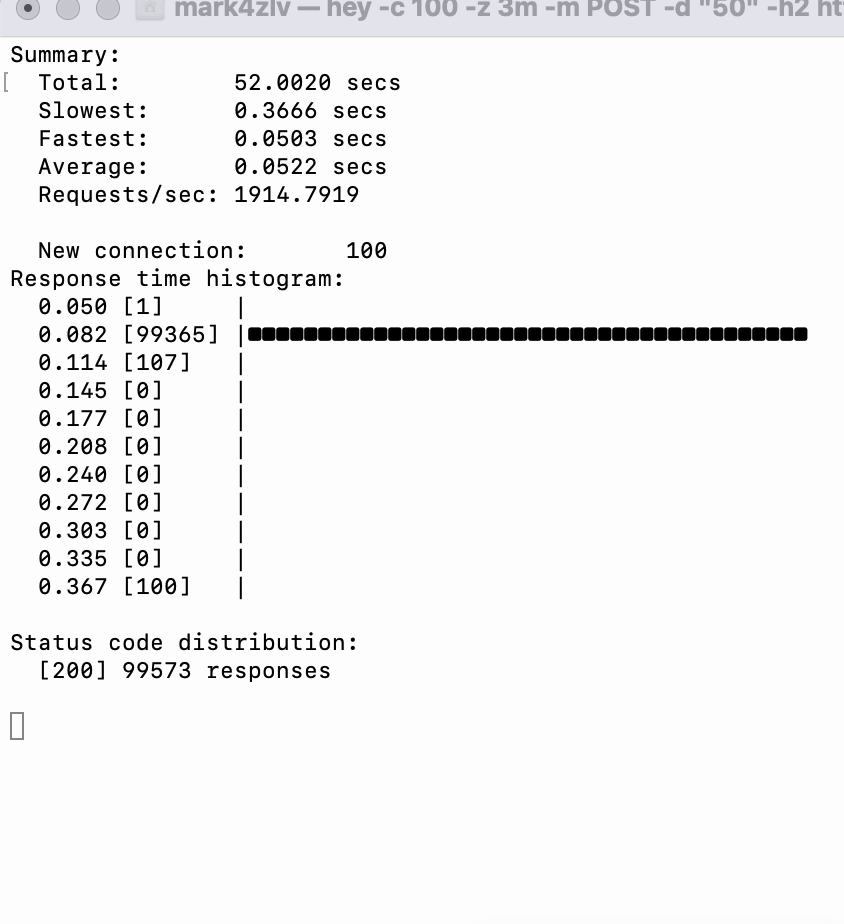 mark4zlv — hey -c 100 -z 3m -m POST -d "50" -h2
Summary:
[ Total: 52.0020 secs
Slowest: 0.3666 secs
Fastest: 0.0503 secs
Average: 0.0522 secs
Requests/sec: 1914.7919
New connection: 100
Response time histogram:
0.050 [1] |
0.082 [99365] |■■■■■■■■■■■■■■■■■■■■■■■■■■■■■■■■■■■■■■■■
0.114 [107] |
0.145 [0] |
0.177 [0] |
0.208 [0] |
0.240 [0] |
0.272 [0] |
0.303 [0] |
0.335 [0] |
0.367 [100] |
Status code distribution:
[200] 99573 responses